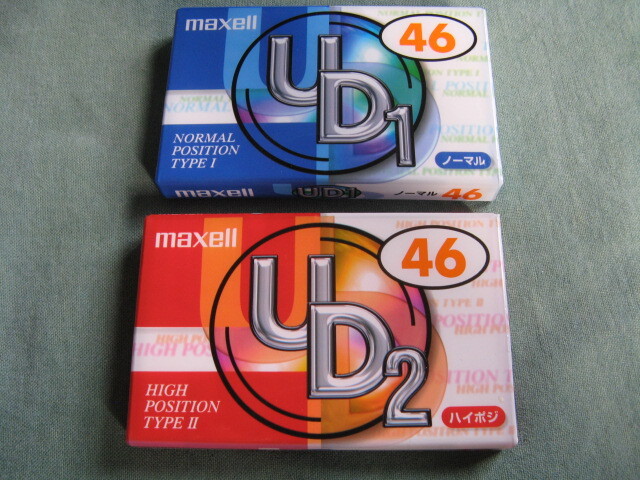 maxell
46
UD1
NORMAL
POSITION
TYPE I
ノーマル
maxell UD1 ノーマル 46
maxell
46
UD2
HIGH
POSITION
TYPE II
ハイポジ